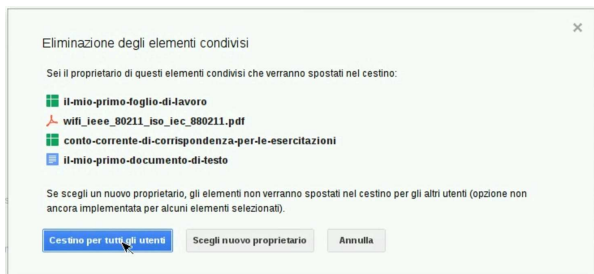 Eliminazione degli elementi condivisi
Sei il proprietario di questi elementi condivisi che verranno spostati nel cestino:
il-mio-primo-foglio-di-lavoro
wifi_ieee_80211_iso_iec_880211.pdf
conto-corrente-di-corrispondenza-per-le-esercitazioni
il-mio-primo-documento-di-testo
Se scegli un nuovo proprietario, gli elementi non verranno spostati nel cestino per gli altri utenti (opzione non
ancora implementata per alcuni elementi selezionati).
Cestino per tutti gli utenti Scegli nuovo proprietario Annulla